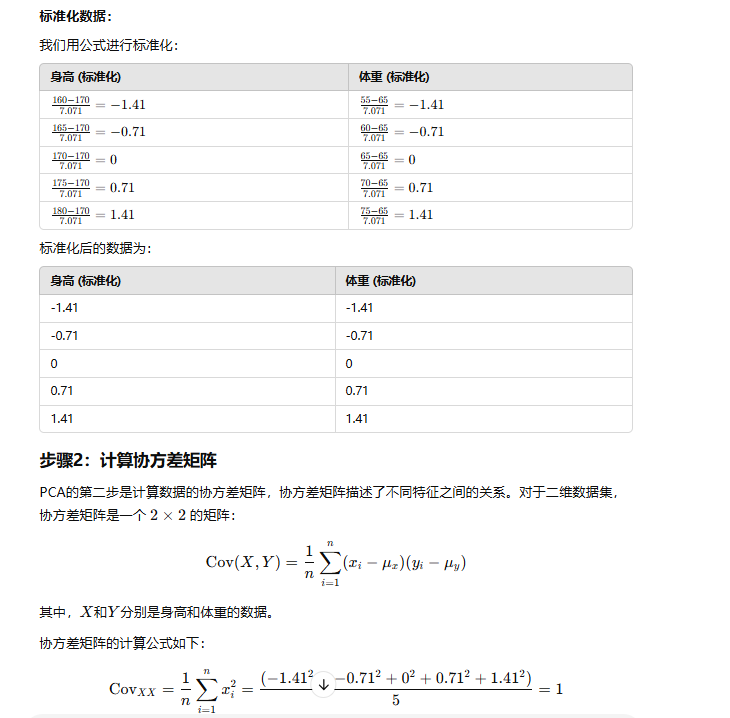 标准化数据：
我们用公式进行标准化：
身高 (标准化) 体重 (标准化)
\frac{160-170}{7.071} = -1.41 \frac{55-65}{7.071} = -1.41
\frac{165-170}{7.071} = -0.71 \frac{60-65}{7.071} = -0.71
\frac{170-170}{7.071} = 0 \frac{65-65}{7.071} = 0
\frac{175-170}{7.071} = 0.71 \frac{70-65}{7.071} = 0.71
\frac{180-170}{7.071} = 1.41 \frac{75-65}{7.071} = 1.41
标准化后的数据为：
身高 (标准化) 体重 (标准化)
-1.41 -1.41
-0.71 -0.71
0 0
0.71 0.71
1.41 1.41
步骤2：计算协方差矩阵
PCA的第二步是计算数据的协方差矩阵，协方差矩阵描述了不同特征之间的关系。对于二维数据集，
协方差矩阵是一个 2 × 2 的矩阵：
Cov(X, Y) = \frac{1}{n} \sum_{i=1}^{n} (x_i - μ_x)(y_i - μ_y)
其中，X和Y分别是身高和体重的数据。
协方差矩阵的计算公式如下：
Cov_{XX} = \frac{1}{n} \sum_{i=1}^{n} x_i^2 = \frac{(-1.41^2 -0.71^2 + 0^2 + 0.71^2 + 1.41^2)}{5} = 1